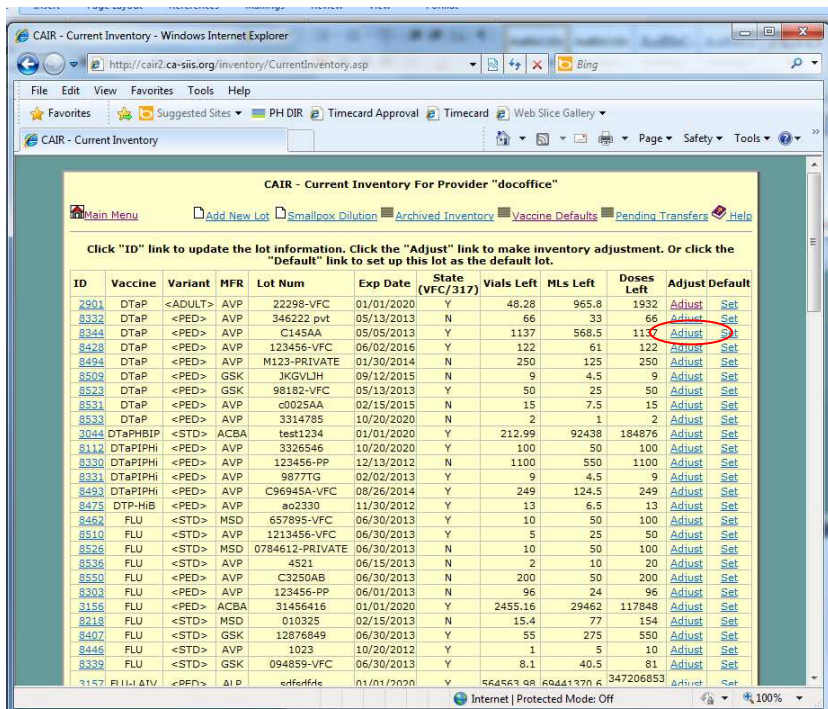 CAIR - Current Inventory - Windows Internet Explorer
http://cair2.ca-siis.org/inventory/CurrentInventory.asp
Bing
File Edit View Favorites Tools Help
Favorites Suggested Sites PH DIR Timecard Approval Timecard Web Slice Gallery
CAIR - Current Inventory Page Safety Tools
CAIR - Current Inventory For Provider "docoffice"
Main Menu Add New Lot Smallpox Dilution Archived Inventory Vaccine Defaults Pending Transfers Help
Click "ID" link to update the lot information. Click the "Adjust" link to make inventory adjustment. Or click the
"Default" link to set up this lot as the default lot.
ID Vaccine Variant MFR Lot Num Exp Date State (VFC/317) Vials Left MLs Left Doses Left Adjust Default
2901 DTaP <ADULT> AVP 22298-VFC 01/01/2020 Y 48.28 965.8 1932 Adjust Set
8332 DTaP <PED> AVP 346222 pvt 05/13/2013 N 66 33 66 Adjust Set
8344 DTaP <PED> AVP C145AA 05/05/2013 Y 1137 568.5 1137 Adjust Set
8428 DTaP <PED> AVP 123456-VFC 06/02/2016 Y 122 61 122 Adjust Set
8494 DTaP <PED> AVP M123-PRIVATE 01/30/2014 N 250 125 250 Adjust Set
8509 DTaP <PED> GSK JKGVLJH 09/12/2015 N 9 4.5 9 Adjust Set
8523 DTaP <PED> GSK 98182-VFC 05/13/2013 Y 50 25 50 Adjust Set
8531 DTaP <PED> AVP c0025AA 02/15/2015 N 15 7.5 15 Adjust Set
8533 DTaP <PED> AVP 3314785 10/20/2020 N 2 1 2 Adjust Set
3044 DTaPHBIP <STD> ACBA test1234 01/01/2020 Y 212.99 92438 184876 Adjust Set
8112 DTaPIPHi <PED> AVP 3326546 10/20/2020 Y 100 50 100 Adjust Set
8330 DTaPIPHi <PED> AVP 123456-PP 12/13/2012 N 1100 550 1100 Adjust Set
8331 DTaPIPHi <PED> AVP 9877TG 02/02/2013 Y 9 4.5 9 Adjust Set
8493 DTaPIPHi <PED> AVP C96945A-VFC 08/26/2014 Y 249 124.5 249 Adjust Set
8475 DTP-HiB <PED> AVP ao2330 11/30/2012 Y 13 6.5 13 Adjust Set
8462 FLU <STD> MSD 657895-VFC 06/30/2013 Y 10 50 100 Adjust Set
8510 FLU <STD> AVP 1213456-VFC 06/30/2013 Y 5 25 50 Adjust Set
8526 FLU <STD> MSD 0784612-PRIVATE 06/30/2013 N 10 50 100 Adjust Set
8536 FLU <STD> AVP 4521 06/15/2013 N 2 10 20 Adjust Set
8550 FLU <PED> AVP C3250AB 06/30/2013 N 200 50 200 Adjust Set
8303 FLU <PED> AVP 123456-PP 06/01/2013 N 96 24 96 Adjust Set
3156 FLU <PED> ACBA 31456416 01/01/2020 Y 2455.16 29462 117848 Adjust Set
8218 FLU <STD> MSD 010325 02/15/2013 N 15.4 77 154 Adjust Set
8407 FLU <STD> GSK 12876849 06/30/2013 Y 55 275 550 Adjust Set
8446 FLU <STD> AVP 1023 10/20/2012 Y 1 5 10 Adjust Set
8339 FLU <STD> GSK 094859-VFC 06/30/2013 Y 8.1 40.5 81 Adjust Set
3157 FLU-LAIV <PED> ALP sdfsdfds 01/01/2020 Y 564563.98 69441370.6 347206853 Adjust Set
Internet | Protected Mode: Off 100%